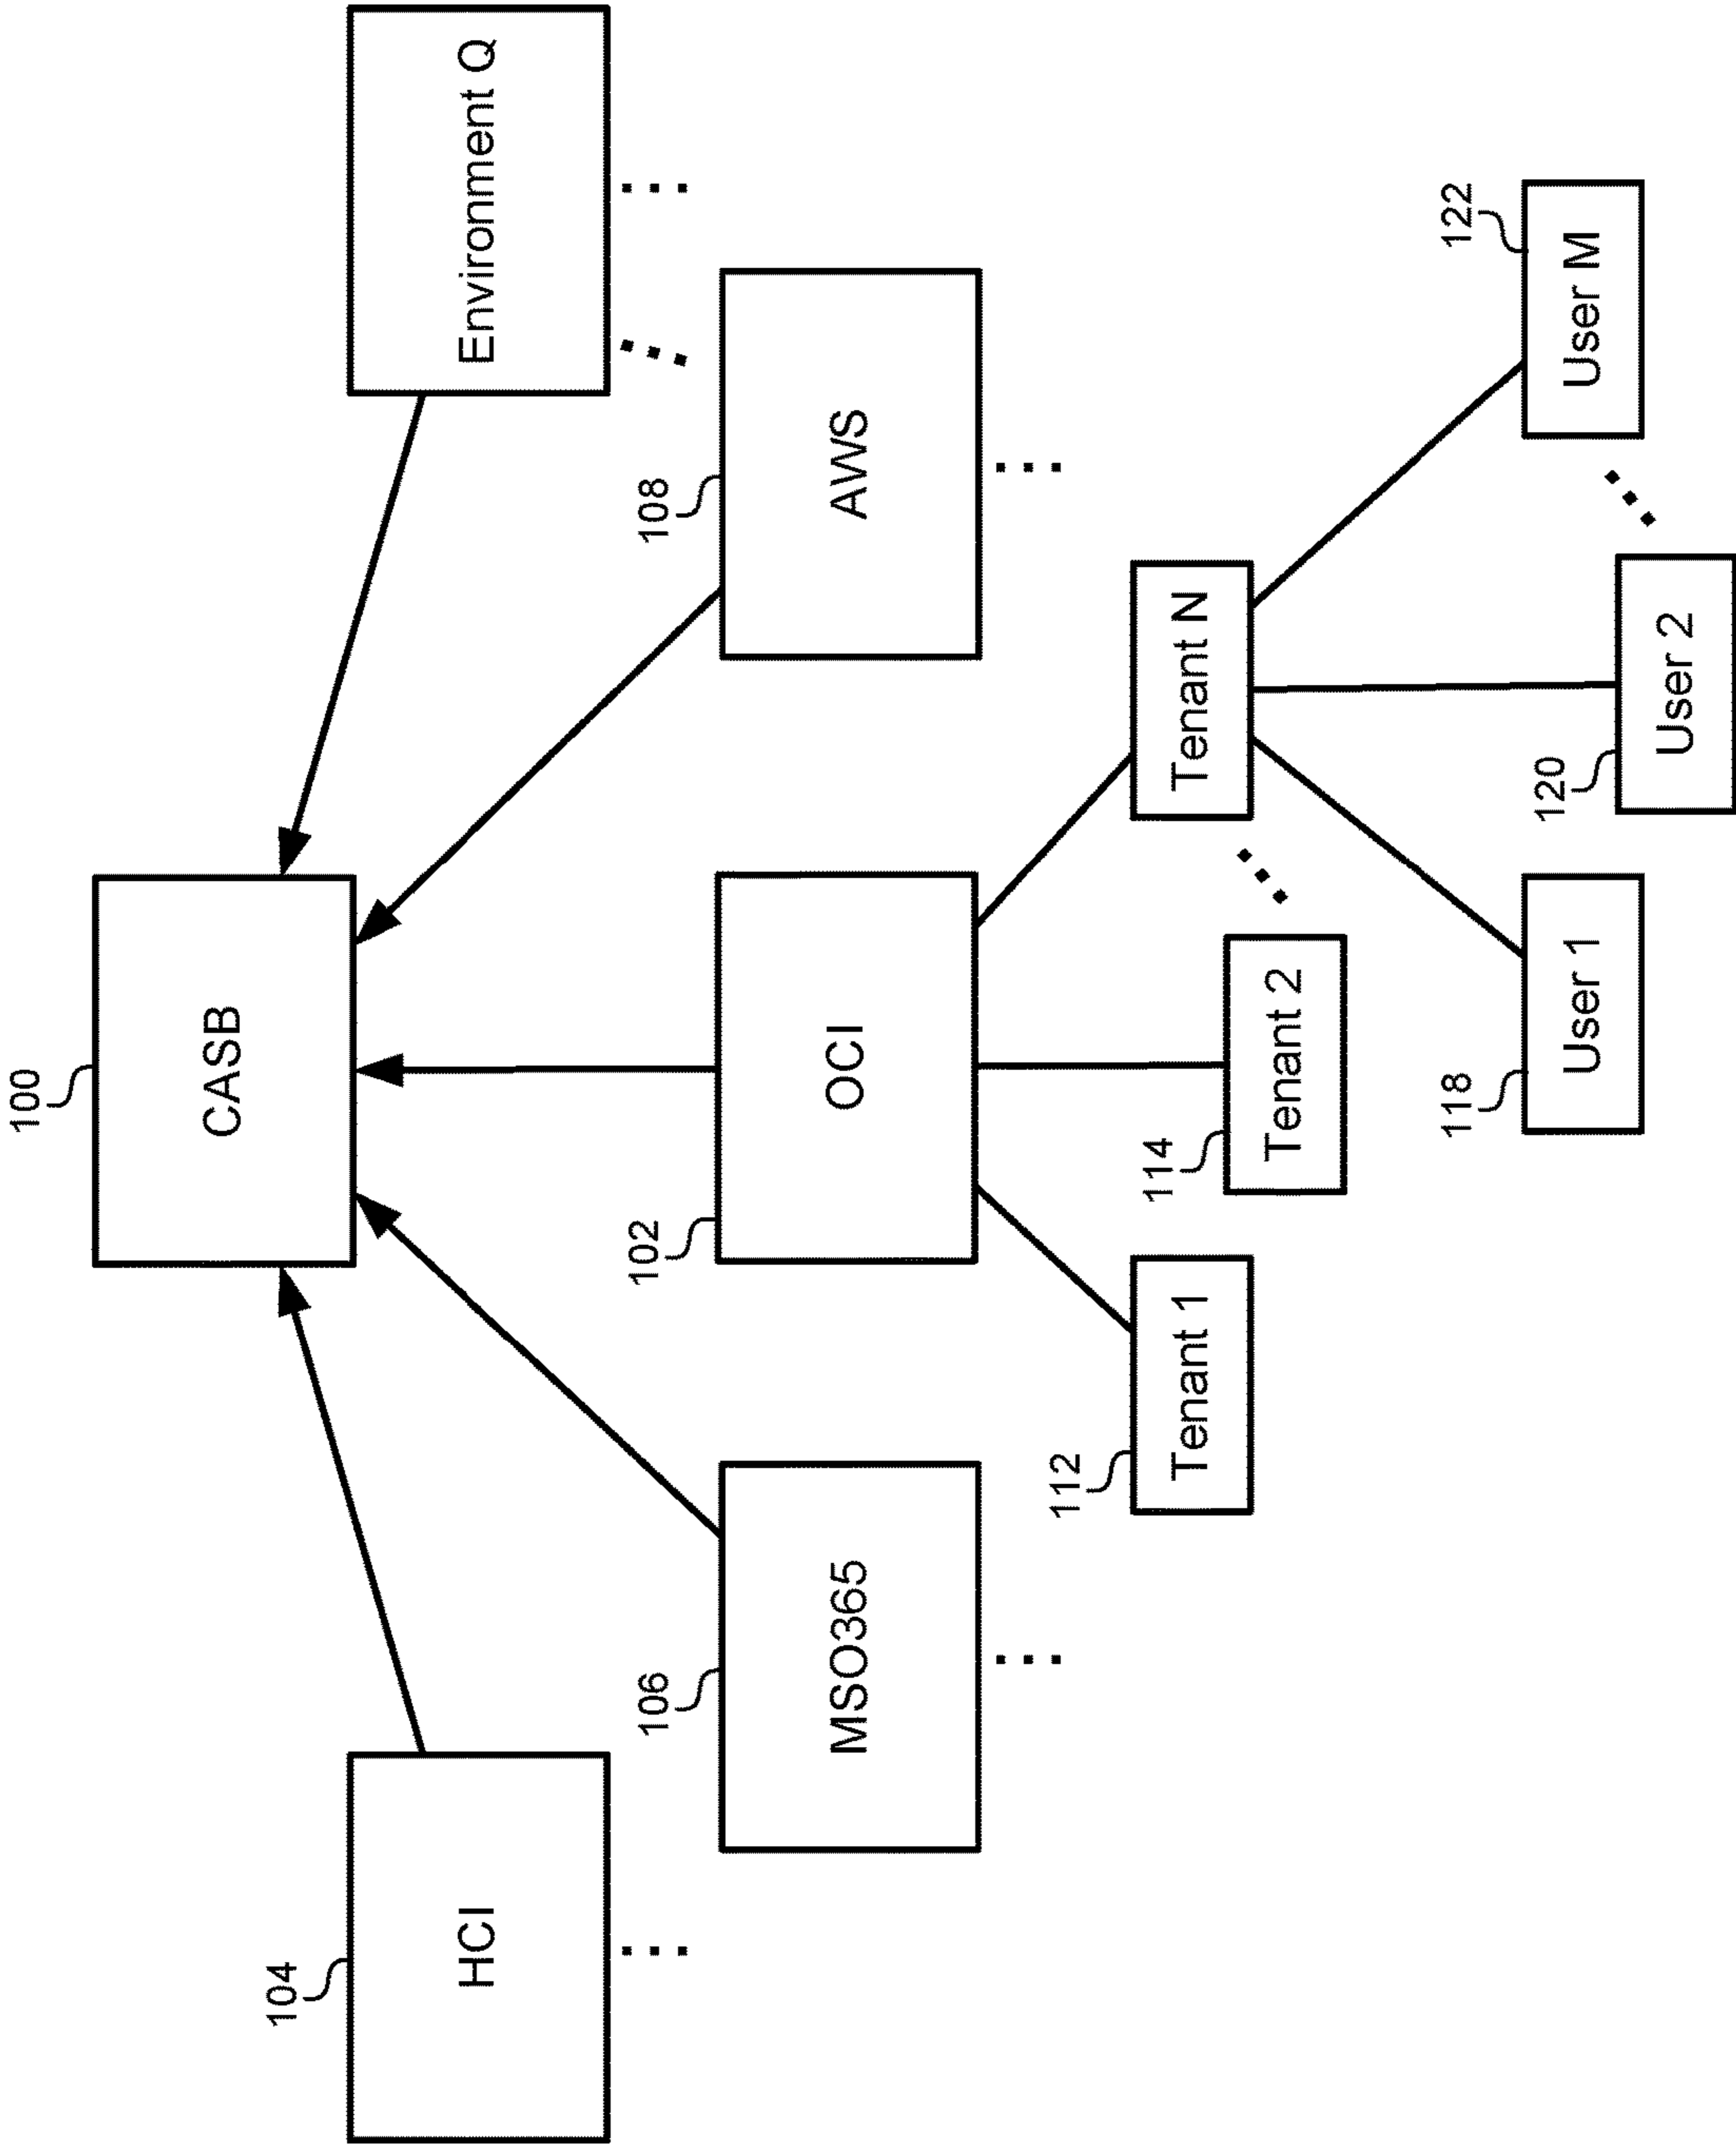 100
CASB
104
HCI
Environment Q
106
MSO365
102
OCI
108
AWS
112
Tenant 1
114
Tenant 2
Tenant N
118
User 1
120
User 2
122
User M